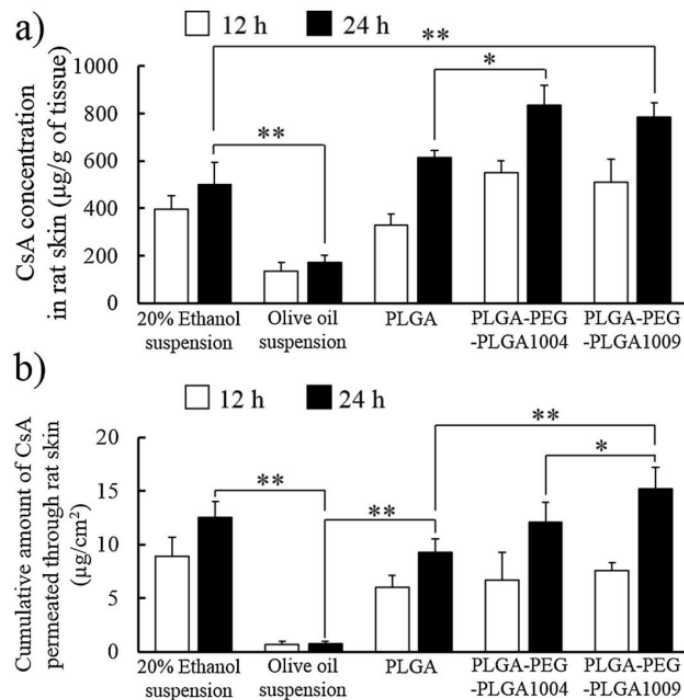 a)
12 h 24 h
**
*
**
CsA concentration
in rat skin (µg/g of tissue)
1000
800
600
400
200
0
20% Ethanol
suspension
Olive oil
suspension
PLGA
PLGA-PEG
-PLGA1004
PLGA-PEG
-PLGA1009
b)
12 h 24 h
**
*
**
**
Cumulative amount of CsA
permeated through rat skin
(µg/cm²)
20
15
10
5
0
20% Ethanol
suspension
Olive oil
suspension
PLGA
PLGA-PEG
-PLGA1004
PLGA-PEG
-PLGA1009